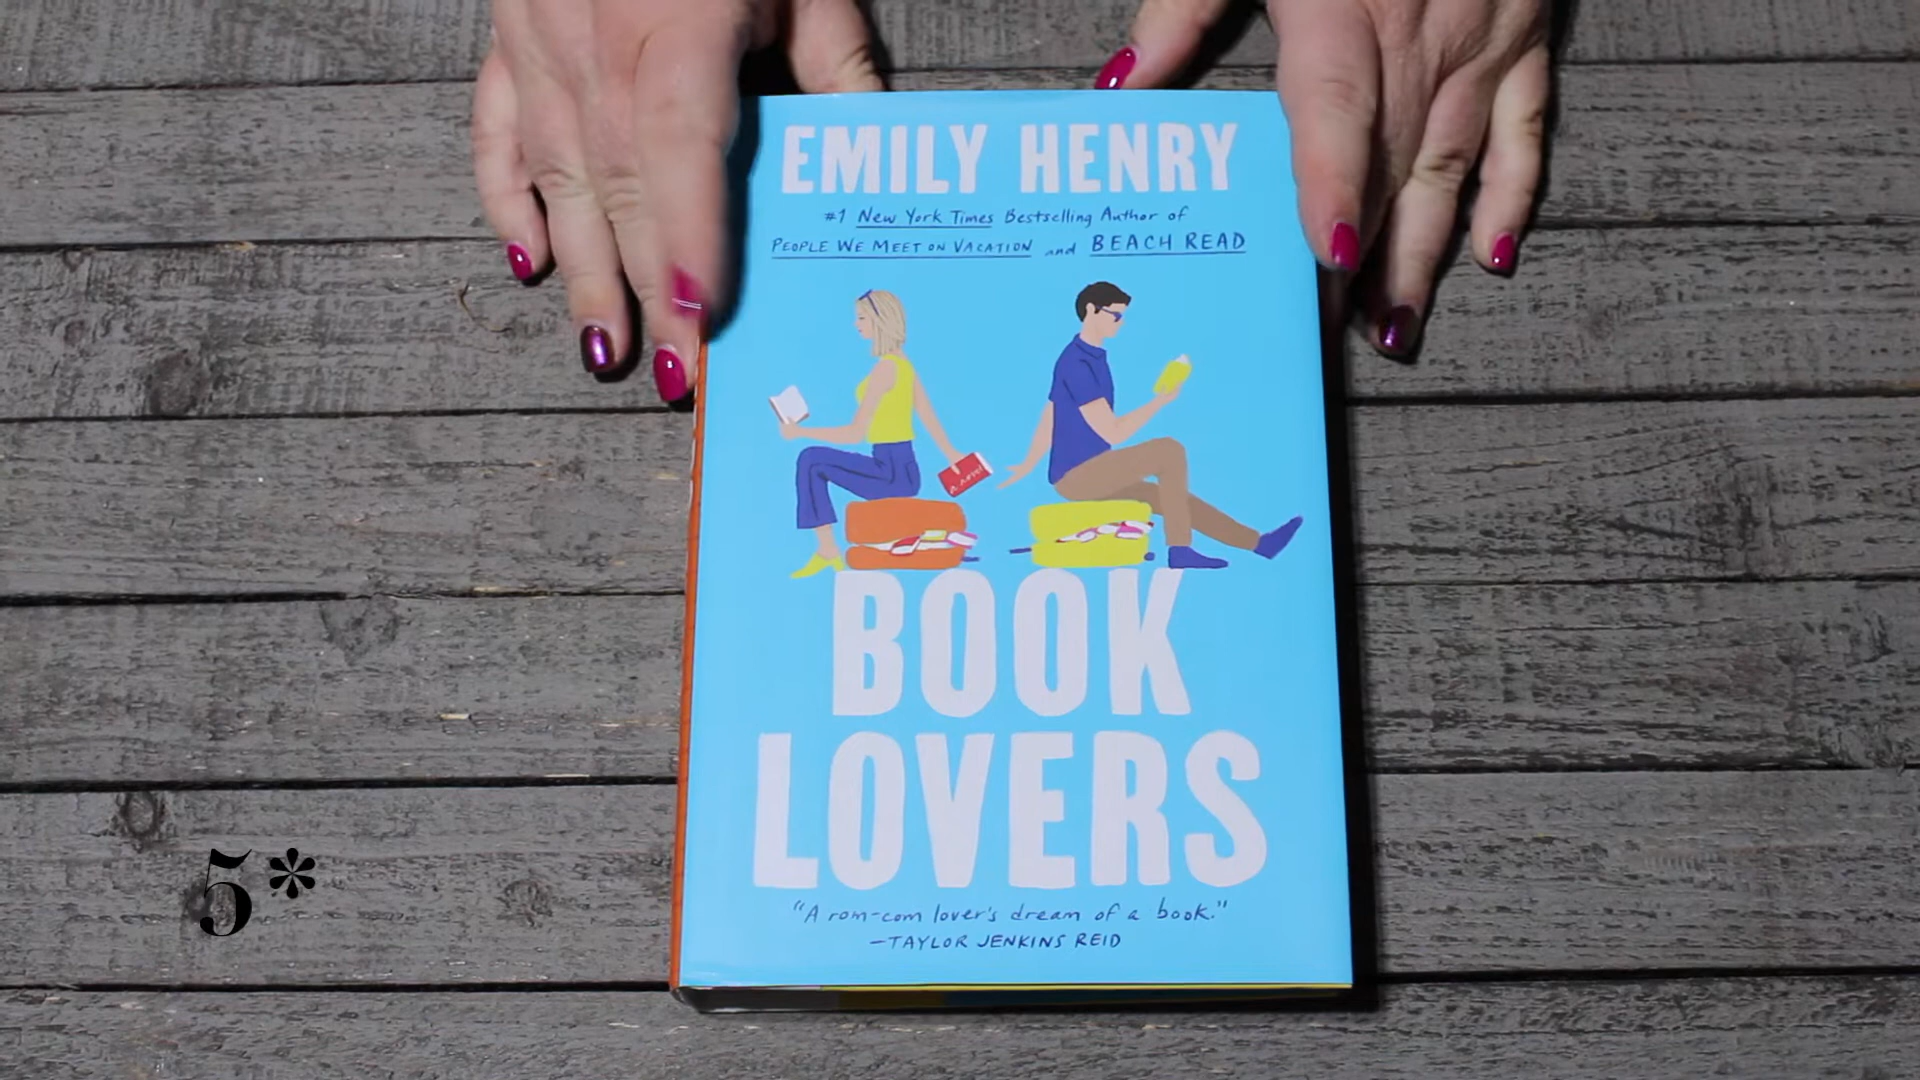 EMILY HENRY
#1 New York Times Bestselling Author of
PEOPLE WE MEET ON VACATION and BEACH READ
a novel
BOOK
LOVERS
"A rom-com lover's dream of a book."
—TAYLOR JENKINS REID
5*